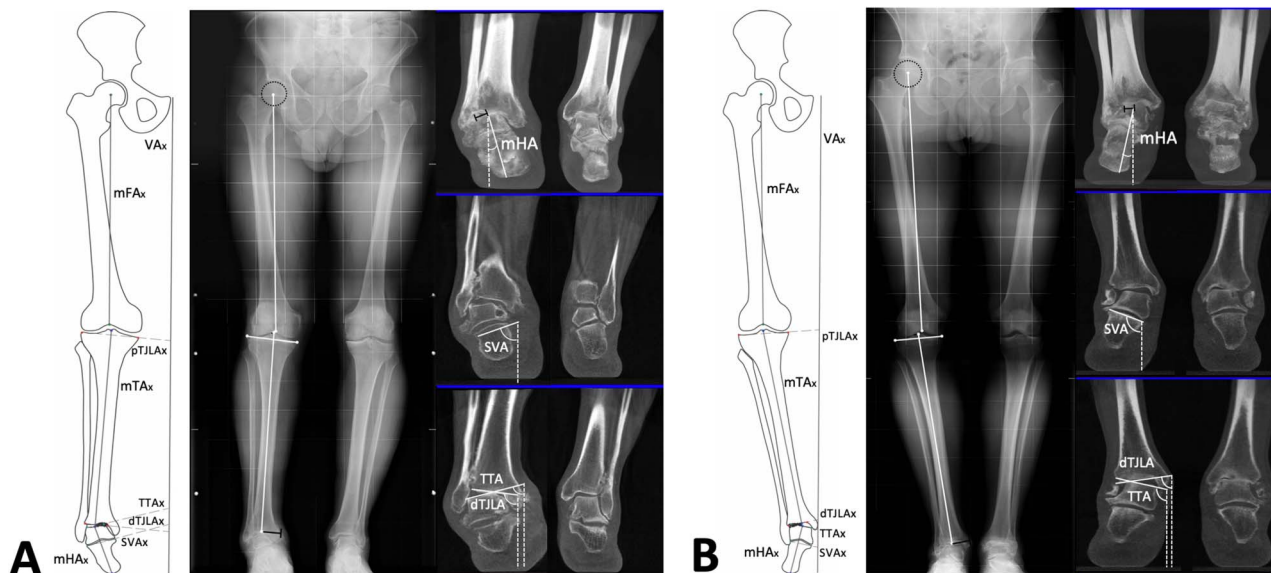 VAx
mFAx
pTJLAx
mTAx
TTAx
dTJLAx
SVAx
mHAx
A
mHA
SVA
TTA
dTJLA
VAx
mFAx
pTJLAx
mTAx
dTJLAx
TTAx
SVAx
mHAx
B
mHA
SVA
dTJLA
TTA